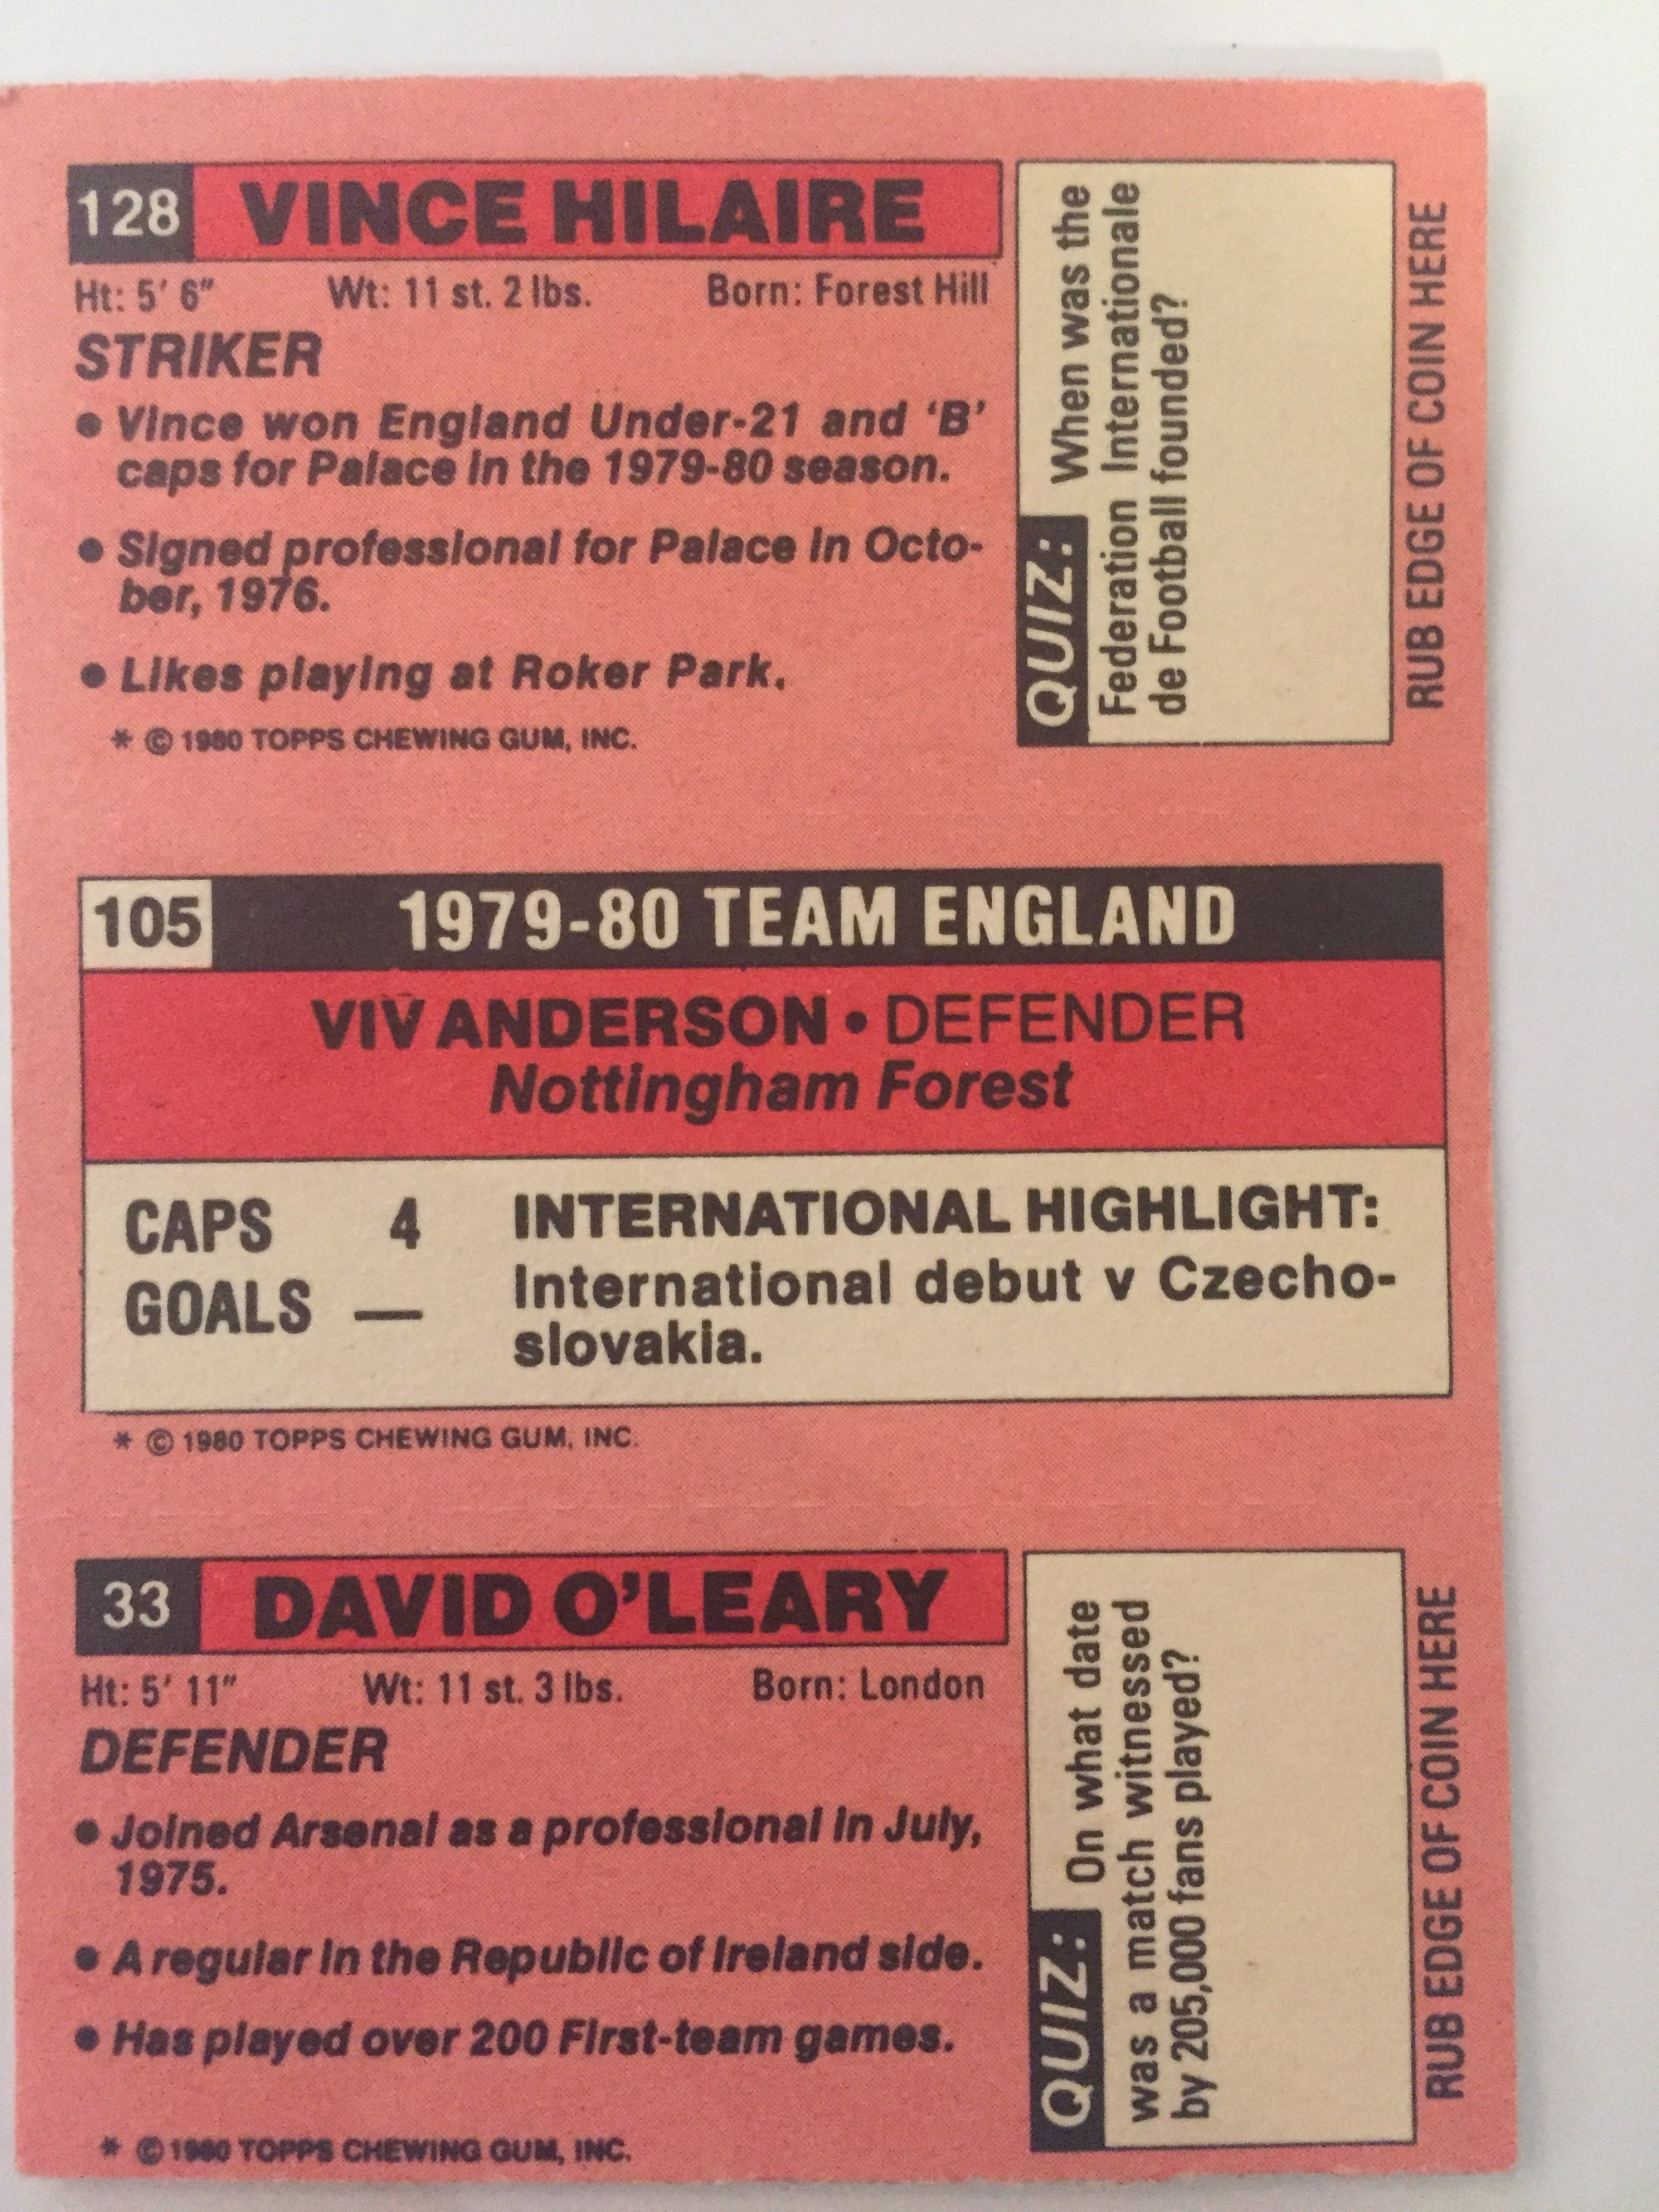 128 VINCE HILAIRE
Ht: 5' 6" Wt: 11 st. 2 lbs. Born: Forest Hill
STRIKER
• Vince won England Under-21 and 'B'
caps for Palace in the 1979-80 season.
• Signed professional for Palace in Octo-
ber, 1976.
• Likes playing at Roker Park.
* © 1980 TOPPS CHEWING GUM, INC.
QUIZ: When was the
Federation Internationale
de Football founded?
RUB EDGE OF COIN HERE
105 1979-80 TEAM ENGLAND
VIV ANDERSON • DEFENDER
Nottingham Forest
CAPS 4
GOALS —
INTERNATIONAL HIGHLIGHT:
International debut v Czecho-
slovakia.
* © 1980 TOPPS CHEWING GUM, INC.
33 DAVID O'LEARY
Ht: 5' 11" Wt: 11 st. 3 lbs. Born: London
DEFENDER
• Joined Arsenal as a professional in July,
1975.
• A regular in the Republic of Ireland side.
• Has played over 200 First-team games.
* © 1980 TOPPS CHEWING GUM, INC.
QUIZ: On what date
was a match witnessed
by 205,000 fans played?
RUB EDGE OF COIN HERE